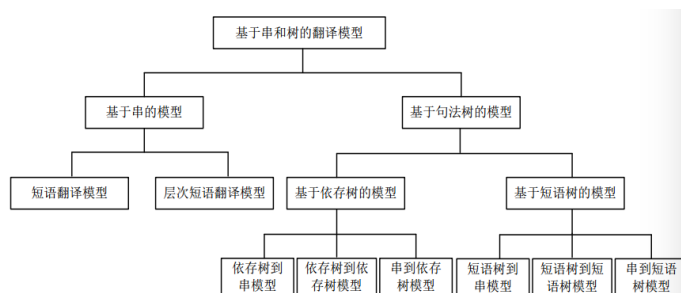 基于串和树的翻译模型
基于串的模型
基于句法树的模型
短语翻译模型
层次短语翻译模型
基于依存树的模型
基于短语树的模型
依存树到
串模型
依存树到依
存树模型
串到依存
树模型
短语树到
串模型
短语树到短
语树模型
串到短语
树模型